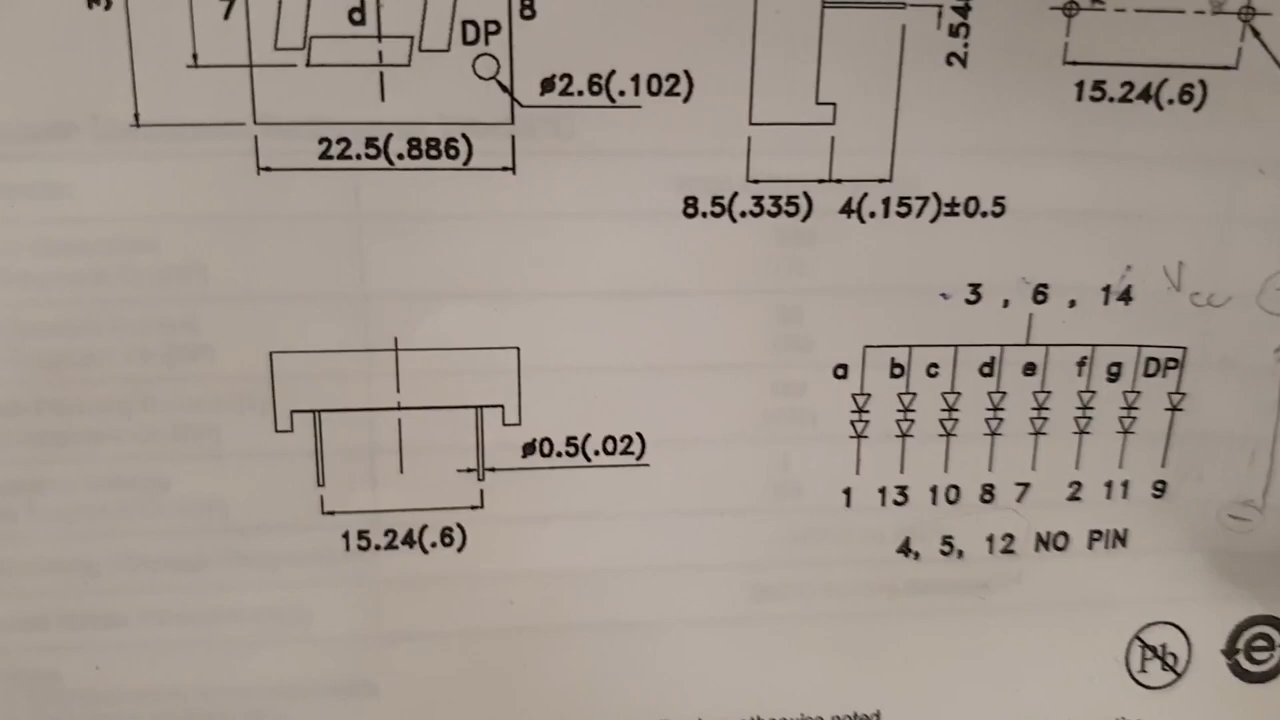 7
d
8
DP
ø2.6(.102)
22.5(.886)
2.54
15.24(.6)
8.5(.335) 4(.157)±0.5
3 , 6 , 14 Vcc
a b c d e f g DP
ø0.5(.02)
1 13 10 8 7 2 11 9
15.24(.6)
4, 5, 12 NO PIN
Pb
e
otherwise noted